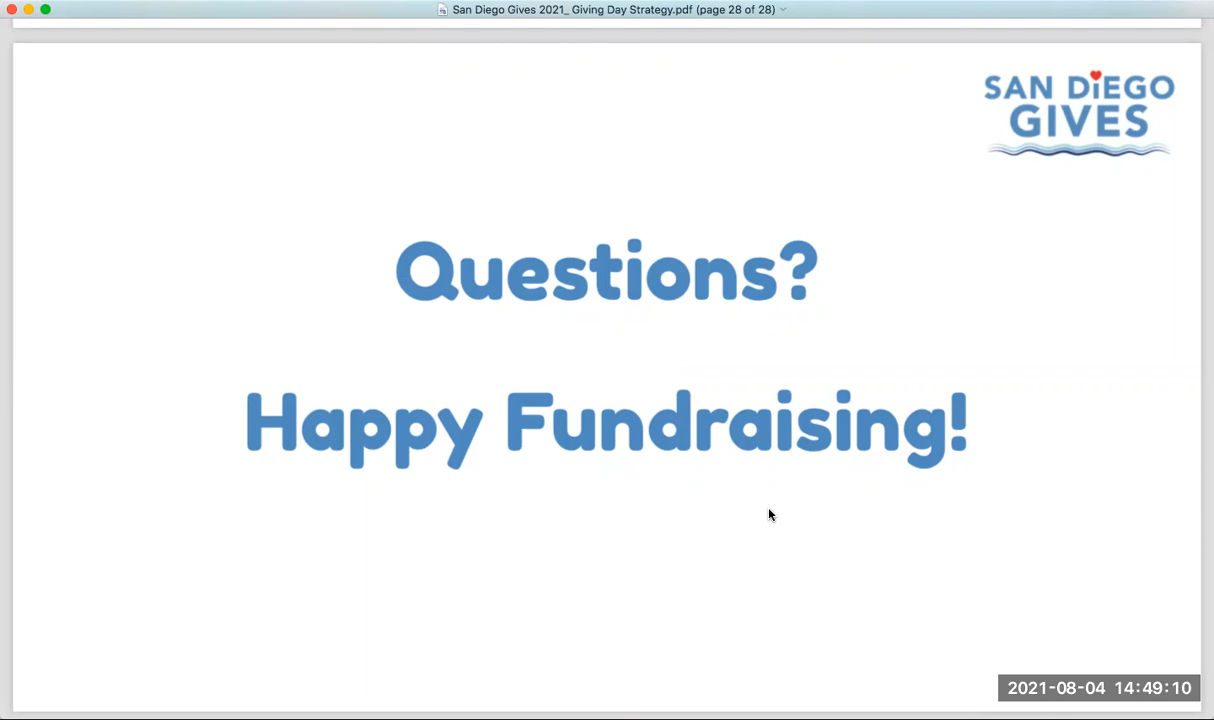 San Diego Gives 2021_ Giving Day Strategy.pdf (page 28 of 28)
SAN DiEGO
GIVES
Questions?
Happy Fundraising!
2021-08-04 14:49:10